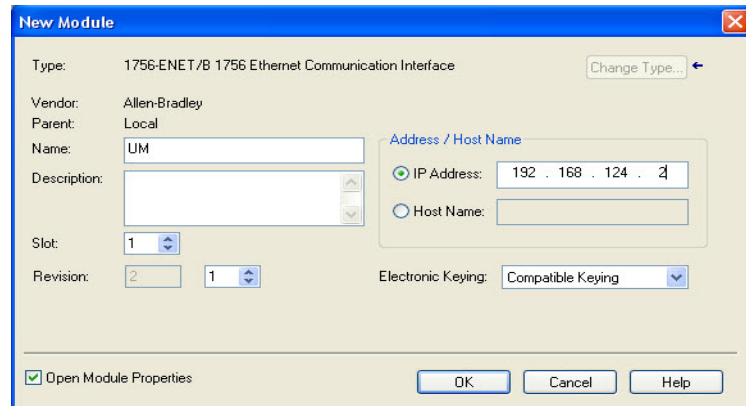 New Module
Type: 1756-ENET/B 1756 Ethernet Communication Interface Change Type...
Vendor: Allen-Bradley
Parent: Local
Name: UM
Address / Host Name
IP Address: 192 . 168 . 124 . 2
Description:
Host Name:
Slot: 1
Revision: 2 1 Electronic Keying: Compatible Keying
Open Module Properties OK Cancel Help